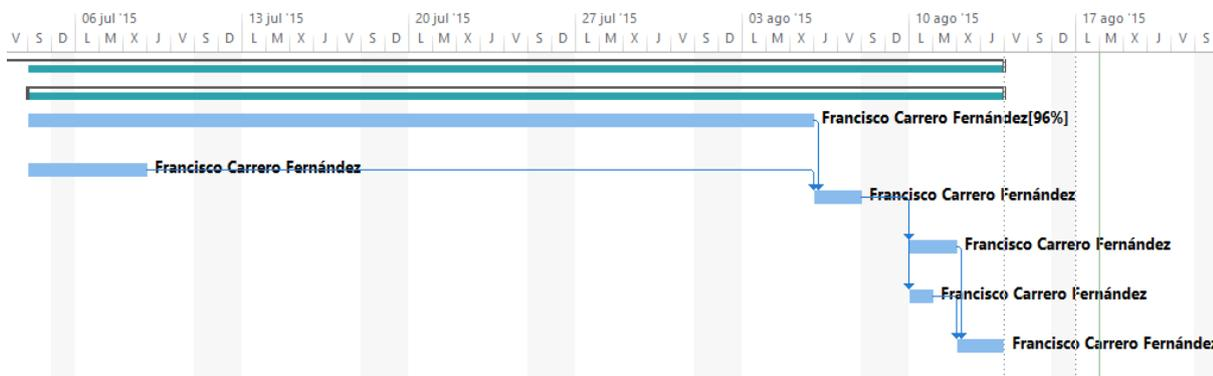 06 jul '15 13 jul '15 20 jul '15 27 jul '15 03 ago '15 10 ago '15 17 ago '15
V S D L M X J V S D L M X J V S D L M X J V S D L M X J V S D L M X J V S D L M X J V S D L M X J V S
Francisco Carrero Fernández[96%]
Francisco Carrero Fernández
Francisco Carrero Fernández
Francisco Carrero Fernández
Francisco Carrero Fernández
Francisco Carrero Fernández